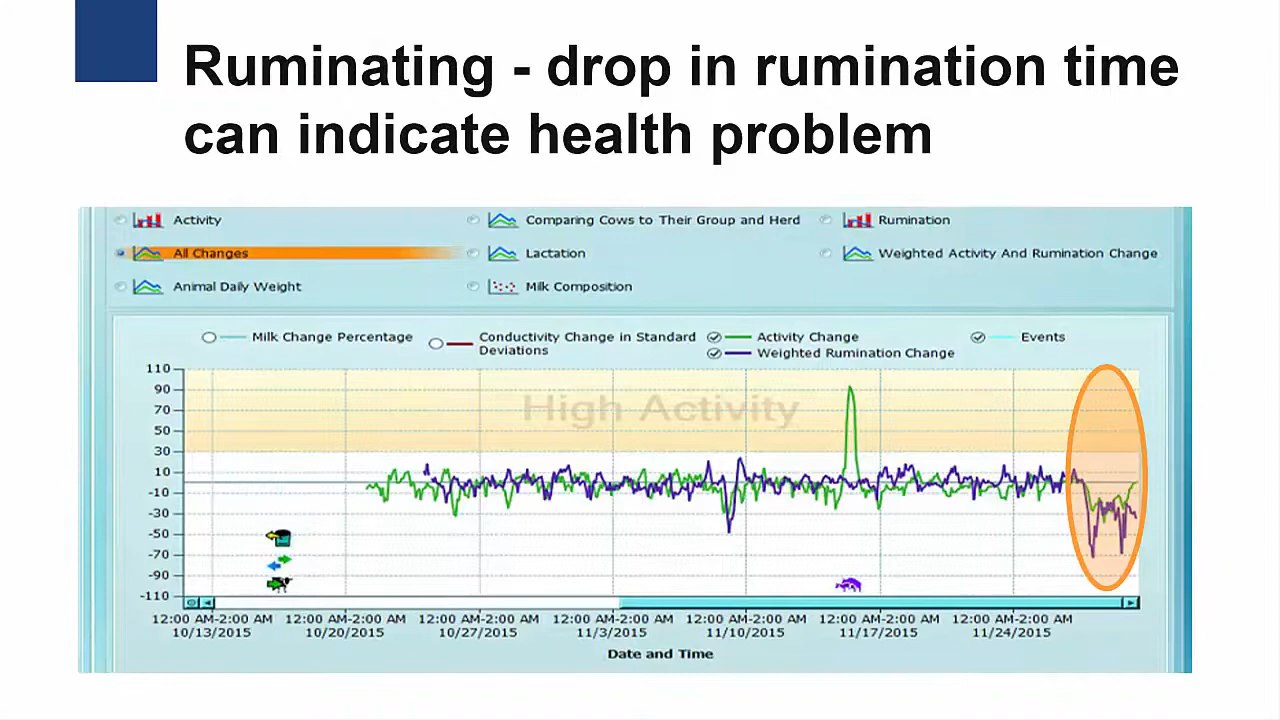 Ruminating - drop in rumination time
can indicate health problem
Activity
Comparing Cows to Their Group and Herd
Rumination
All Changes
Lactation
Weighted Activity And Rumination Change
Animal Daily Weight
Milk Composition
Milk Change Percentage
Conductivity Change in Standard
Deviations
Activity Change
Weighted Rumination Change
Events
High Activity
110
90
70
50
30
10
-10
-30
-50
-70
-90
-110
12:00 AM-2:00 AM 12:00 AM-2:00 AM 12:00 AM-2:00 AM 12:00 AM-2:00 AM 12:00 AM-2:00 AM 12:00 AM-2:00 AM 12:00 AM-2:00 AM
10/13/2015 10/20/2015 10/27/2015 11/3/2015 11/10/2015 11/17/2015 11/24/2015
Date and Time